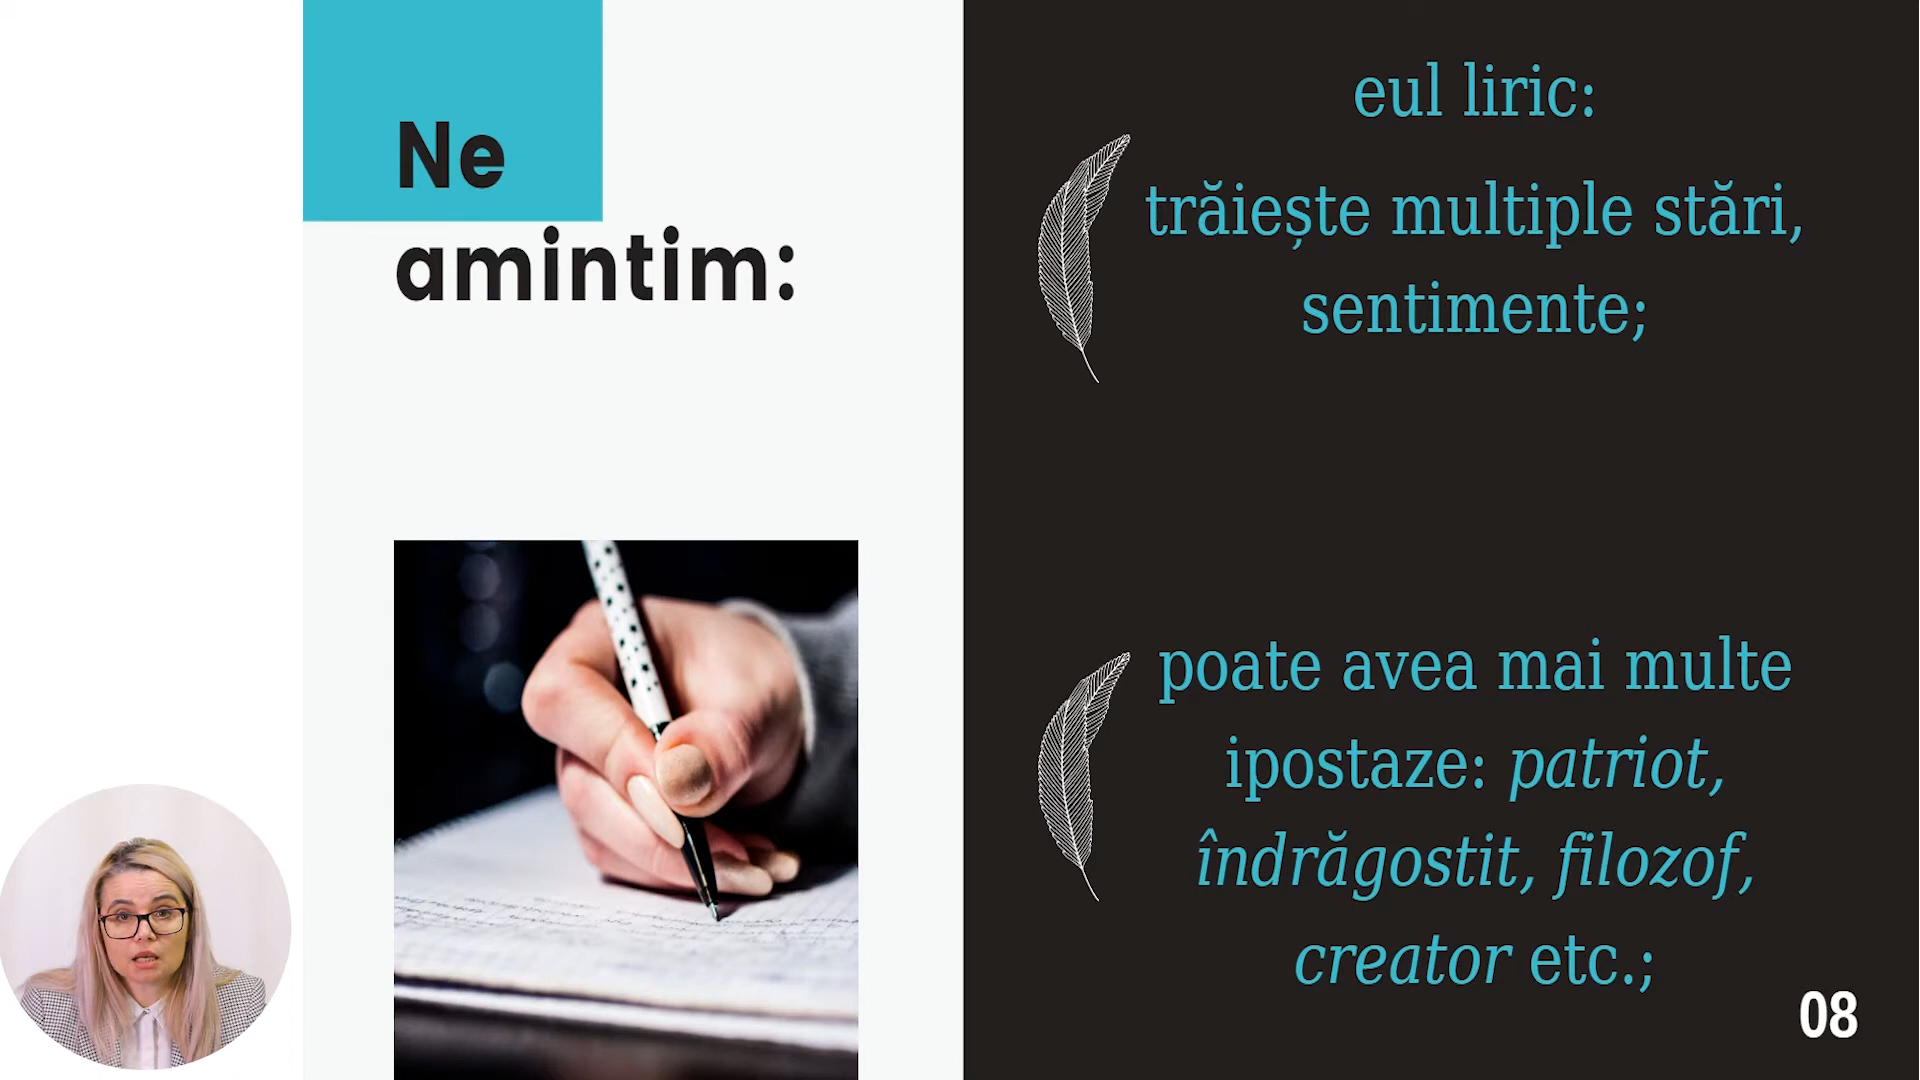 Ne
amintim:
eul liric:
trăiește multiple stări,
sentimente;
poate avea mai multe
ipostaze: patriot,
îndrăgostit, filozof,
creator etc.;
08